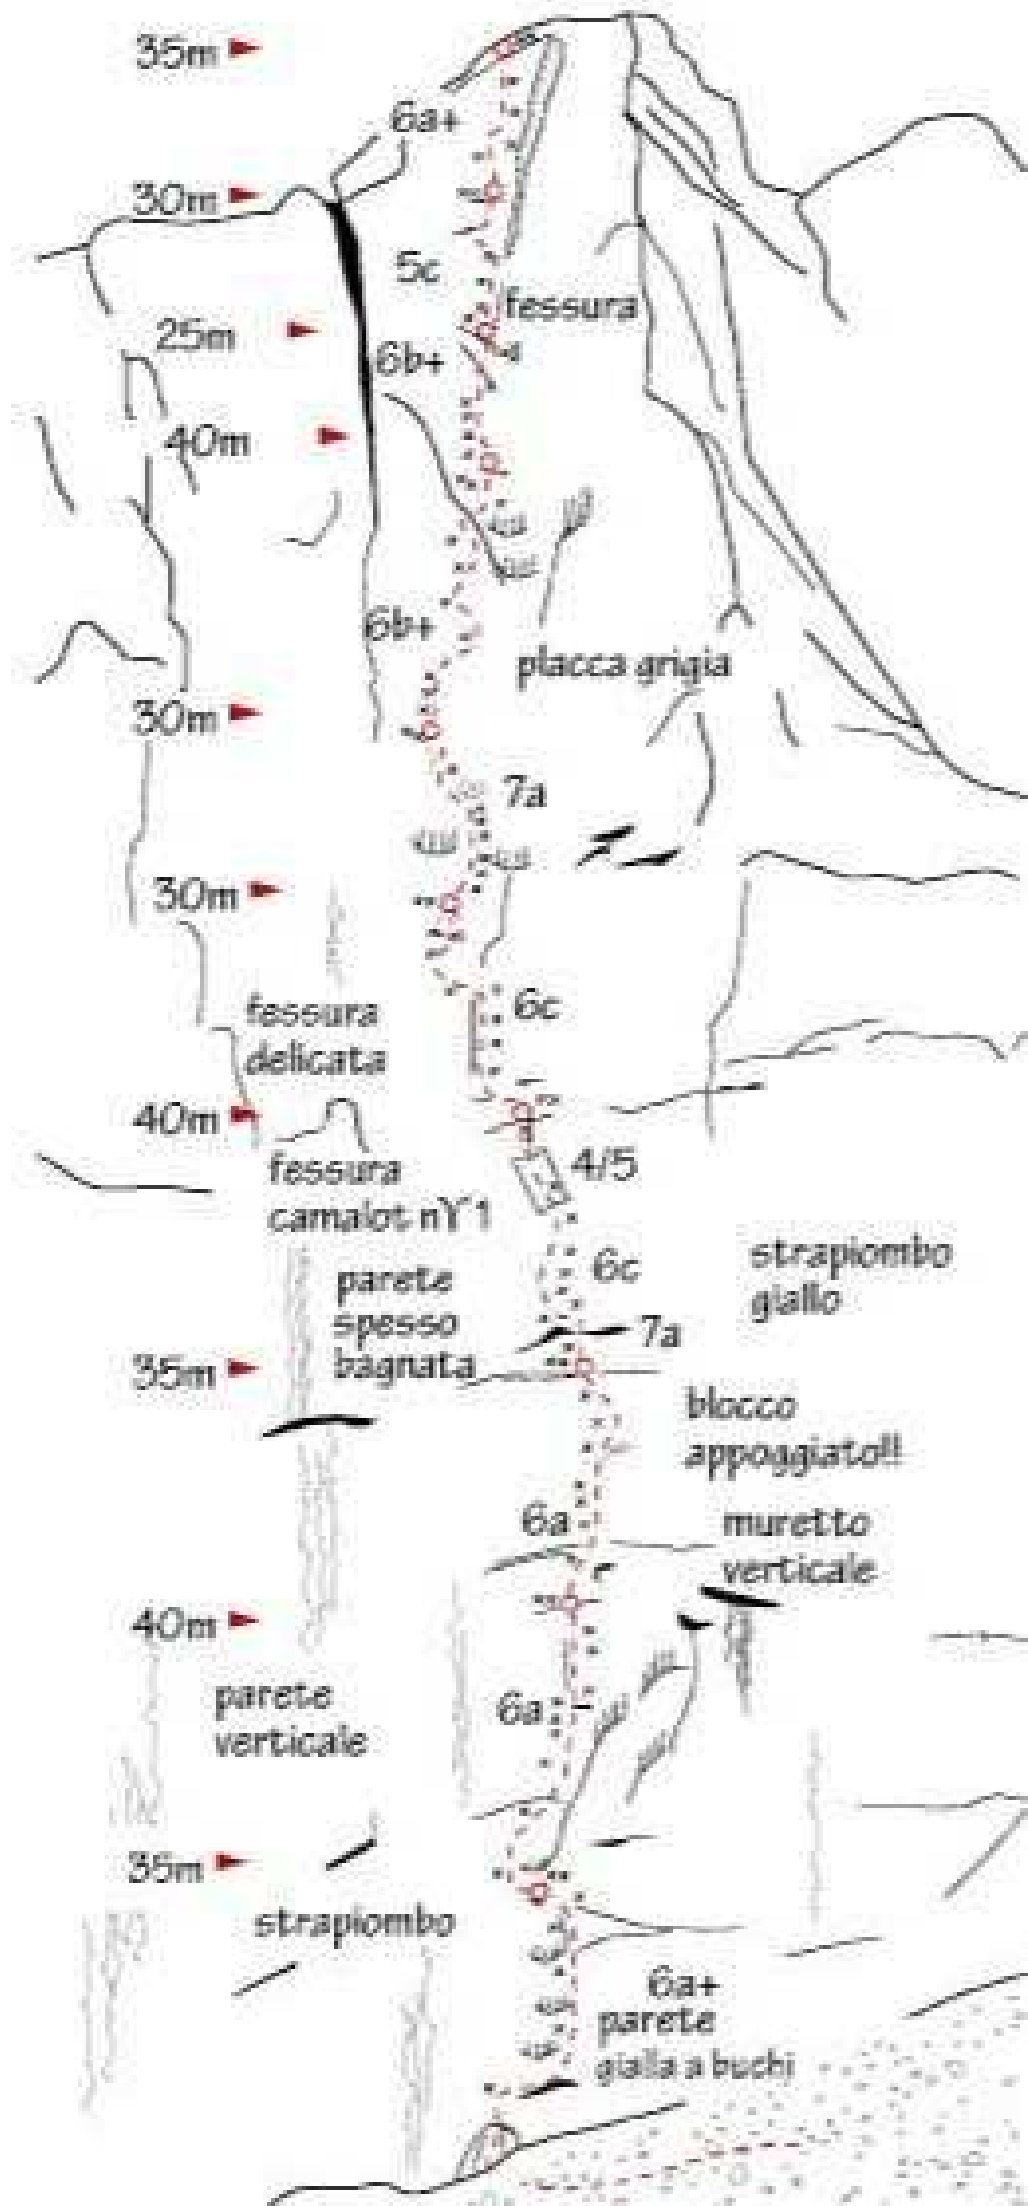 35m
6a+
30m
5c
fessura
25m
6b+
40m
6b+
placca grigia
30m
7a
30m
6c
fessura
delicata
40m
4/5
fessura
camalot nY 1
6c
strapiombo
giallo
parete
spesso
bagnata
7a
35m
blocco
appoggiato!!
6a
muretto
verticale
40m
6a
parete
verticale
35m
strapiombo
6a+
parete
gialla a buchi